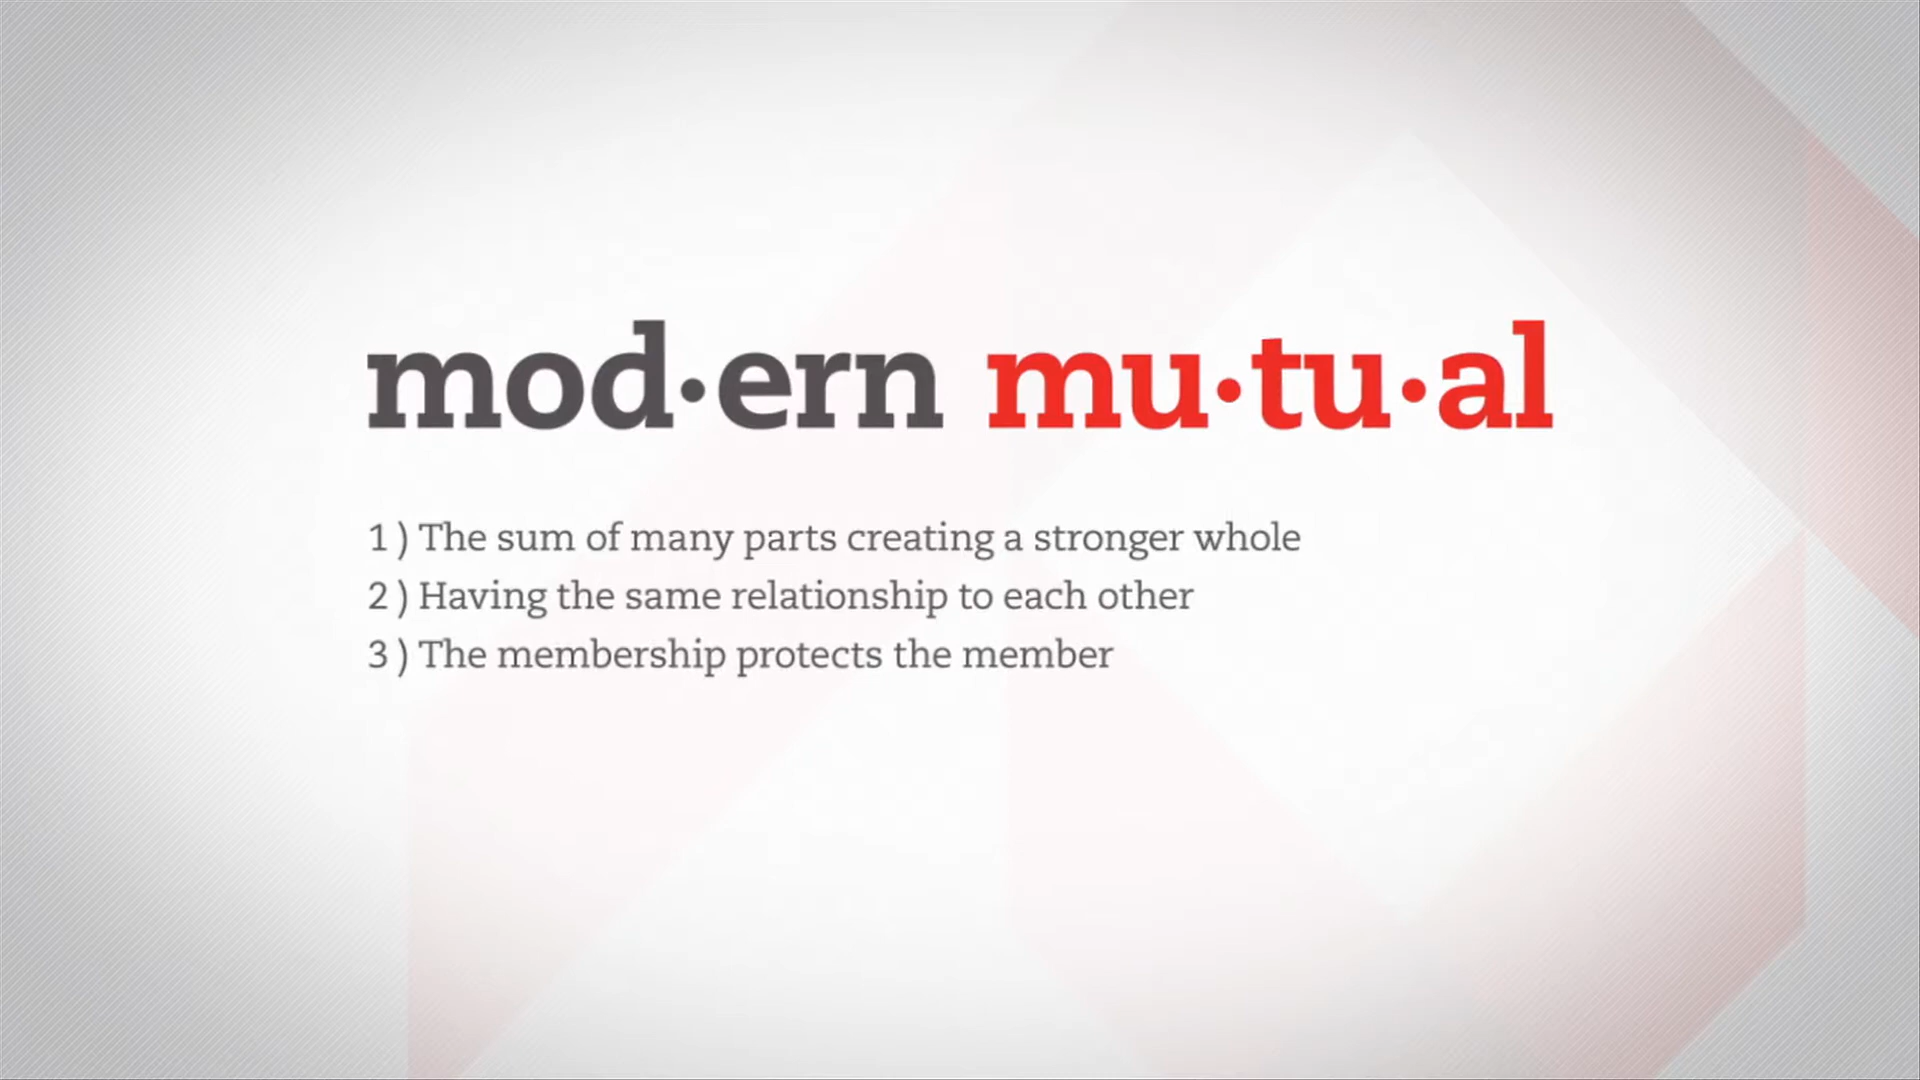 mod·ern mu·tu·al
1) The sum of many parts creating a stronger whole
2) Having the same relationship to each other
3) The membership protects the member